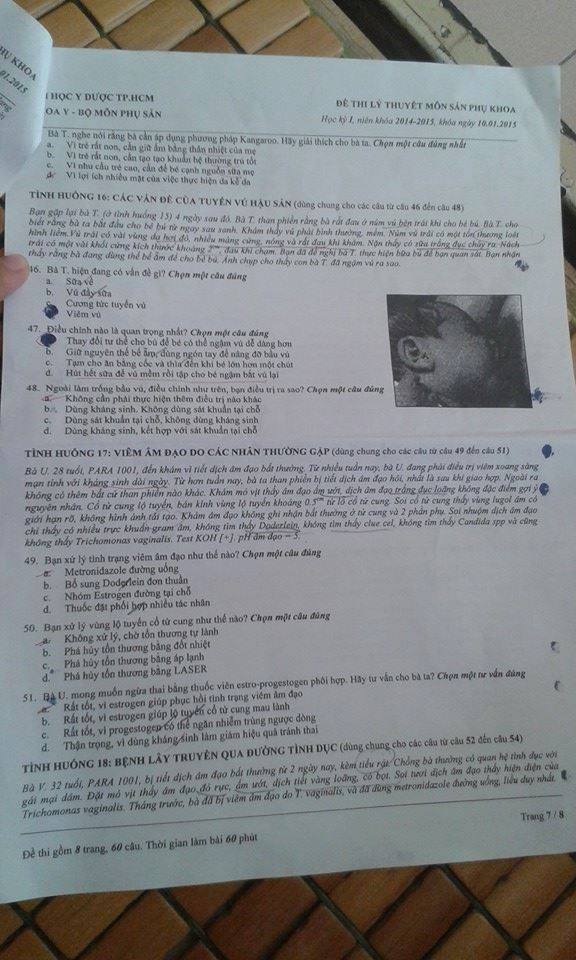 PHỤ KHOA
.01.2015
HỌC Y DƯỢC TP.HCM
OA Y - BỘ MÔN PHỤ SẢN
ĐỀ THI LÝ THUYẾT MÔN SẢN PHỤ KHOA
Học kỳ I, niên khóa 2014-2015, khóa ngày 10.01.2015
Bà T. nghe nói rằng bà cần áp dụng phương pháp Kangaroo. Hãy giải thích cho bà ta. Chọn một câu đúng nhất
a. Vì trẻ rất non, cần giữ ấm bằng thân nhiệt của mẹ
b. Vì trẻ rất non, cần tạo tạo khuẩn hệ thường trú tốt
c. Vì nhu cầu trẻ cao, cần để bé cạnh nguồn sữa mẹ
d. Vì lợi ích nhiều mặt của việc thực hiện da kề da
TÌNH HUỐNG 16: CÁC VẤN ĐỀ CỦA TUYẾN VÚ HẬU SẢN (dùng chung cho các câu từ câu 46 đến câu 48)
Bạn gặp lại bà T. (ở tình huống 15) 4 ngày sau đó. Bà T. than phiền rằng bà rất đau ở núm vú bên trái khi cho bé bú. Bà T. cho
biết rằng bà ta bắt đầu cho bé bú từ ngay sau sanh. Khám thấy vú phải bình thường, mềm. Núm vú trái có một tổn thương loét
hình liềm. Vú trái có vài vùng da hơi đỏ, nhiều mảng cứng, nóng và rất đau khi khám. Nặn thấy có sữa trắng đục chảy ra. Nách
trái có một vài khối cứng kích thước khoảng đau khi chạm. Bạn đã đề nghị bà T. thực hiện bữa bú để bạn quan sát. Bạn nhận
thấy rằng bà đang dùng thế bế ẵm để cho bé bú. Ảnh chụp cho thấy con bà T. đã ngậm vú ra sao.
46. Bà T. hiện đang có vấn đề gì? Chọn một câu đúng
a. Sữa về
b. Vú đầy sữa
c. Cương tức tuyến vú
Viêm vú
47. Điều chỉnh nào là quan trọng nhất? Chọn một câu đúng
Thay đổi tư thế cho bú để bé có thể ngậm vú dễ dàng hơn
b. Giữ nguyên thế bế ẵm, dùng ngón tay để nâng đỡ bầu vú
c. Tạm cho ăn bằng cốc và thìa đến khi bé lớn hơn một chút
d. Hút hết sữa để vú mềm rồi tập cho bé ngậm bắt vú lại
48. Ngoài làm trống bầu vú, điều chỉnh như trên, bạn điều trị ra sao? Chọn một câu đúng
a. Không cần phải thực hiện thêm điều trị nào khác
b. Dùng kháng sinh. Không dùng sát khuẩn tại chỗ
c. Dùng sát khuẩn tại chỗ, không dùng kháng sinh
d. Dùng kháng sinh, kết hợp với sát khuẩn tại chỗ
TÌNH HUỐNG 17: VIÊM ÂM ĐẠO DO CÁC NHÂN THƯỜNG GẶP (dùng chung cho các câu từ câu 49 đến câu 51)
Bà U. 28 tuổi, PARA 1001, đến khám vì tiết dịch âm đạo bất thường. Từ nhiều tuần nay, bà U. đang phải điều trị viêm xoang sàng
mạn tính với kháng sinh dài ngày. Từ hơn tuần nay, bà ta than phiền bị tiết dịch âm đạo hôi, nhất là sau khi giao hợp. Ngoài ra
không có thêm bất cứ than phiền nào khác. Khám mỏ vịt thấy âm đạo ẩm ướt, dịch âm đạo trắng đục loãng không đặc điểm gợi ý
nguyên nhân. Cổ tử cung lộ tuyến, bán kính vùng lộ tuyến khoảng 0.5 từ lỗ cổ tử cung. Soi cổ tử cung thấy vùng lugol âm có
giới hạn rõ, không hình ảnh tái tạo. Khám âm đạo không ghi nhận bất thường ở tử cung và 2 phần phụ. Soi nhuộm dịch âm đạo
chỉ thấy có nhiều trực khuẩn gram âm, không tìm thấy Doderlein, không tìm thấy clue cel, không tìm thấy Candida spp và cũng
không thấy Trichomonas vaginalis. Test KOH [+]. pH âm đạo = 5.
49. Bạn xử lý tình trạng viêm âm đạo như thế nào? Chọn một câu đúng
a. Metronidazole đường uống
b. Bổ sung Doderlein đơn thuần
c. Nhóm Estrogen đường tại chỗ
d. Thuốc đặt phối hợp nhiều tác nhân
50. Bạn xử lý vùng lộ tuyến cổ tử cung như thế nào? Chọn một câu đúng
a. Không xử lý, chờ tổn thương tự lành
b. Phá hủy tổn thương bằng đốt nhiệt
c. Phá hủy tổn thương bằng áp lạnh
d. Phá hủy tổn thương bằng LASER
51. Bà U. mong muốn ngừa thai bằng thuốc viên estro-progestogen phối hợp. Hãy tư vấn cho bà ta? Chọn một tư vấn đúng
a. Rất tốt, vì estrogen giúp phục hồi tình trạng viêm âm đạo
b. Rất tốt, vì estrogen giúp lộ tuyến cổ tử cung mau lành
c. Rất tốt, vì progestogen có thể ngăn nhiễm trùng ngược dòng
d. Thận trọng, vì dùng kháng sinh làm giảm hiệu quả tránh thai
TÌNH HUỐNG 18: BỆNH LÂY TRUYỀN QUA ĐƯỜNG TÌNH DỤC (dùng chung cho các câu từ câu 52 đến câu 54)
Bà V. 32 tuổi, PARA 1001, bị tiết dịch âm đạo bất thường từ 2 ngày nay, kèm tiểu rát. Chồng bà thường có quan hệ tình dục với
gái mại dâm. Đặt mỏ vịt thấy âm đạo đỏ rực, ẩm ướt, dịch tiết vàng loãng, có bọt. Soi tươi dịch âm đạo thấy hiện diện của
Trichomonas vaginalis. Tháng trước, bà đã bị viêm âm đạo do T. vaginalis, và đã dùng metronidazole đường uống, liều duy nhất.
Trang 7 / 8
Đề thi gồm 8 trang, 60 câu. Thời gian làm bài 60 phút